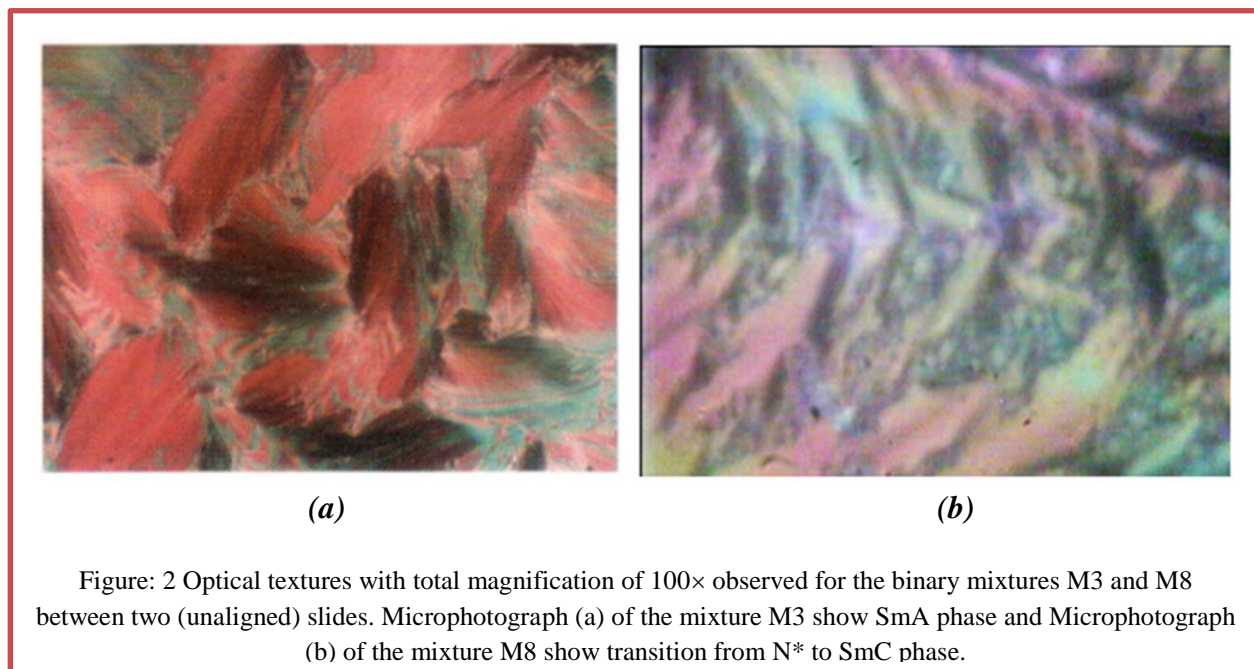 (a)
(b)
Figure: 2 Optical textures with total magnification of 100× observed for the binary mixtures M3 and M8
between two (unaligned) slides. Microphotograph (a) of the mixture M3 show SmA phase and Microphotograph
(b) of the mixture M8 show transition from N* to SmC phase.